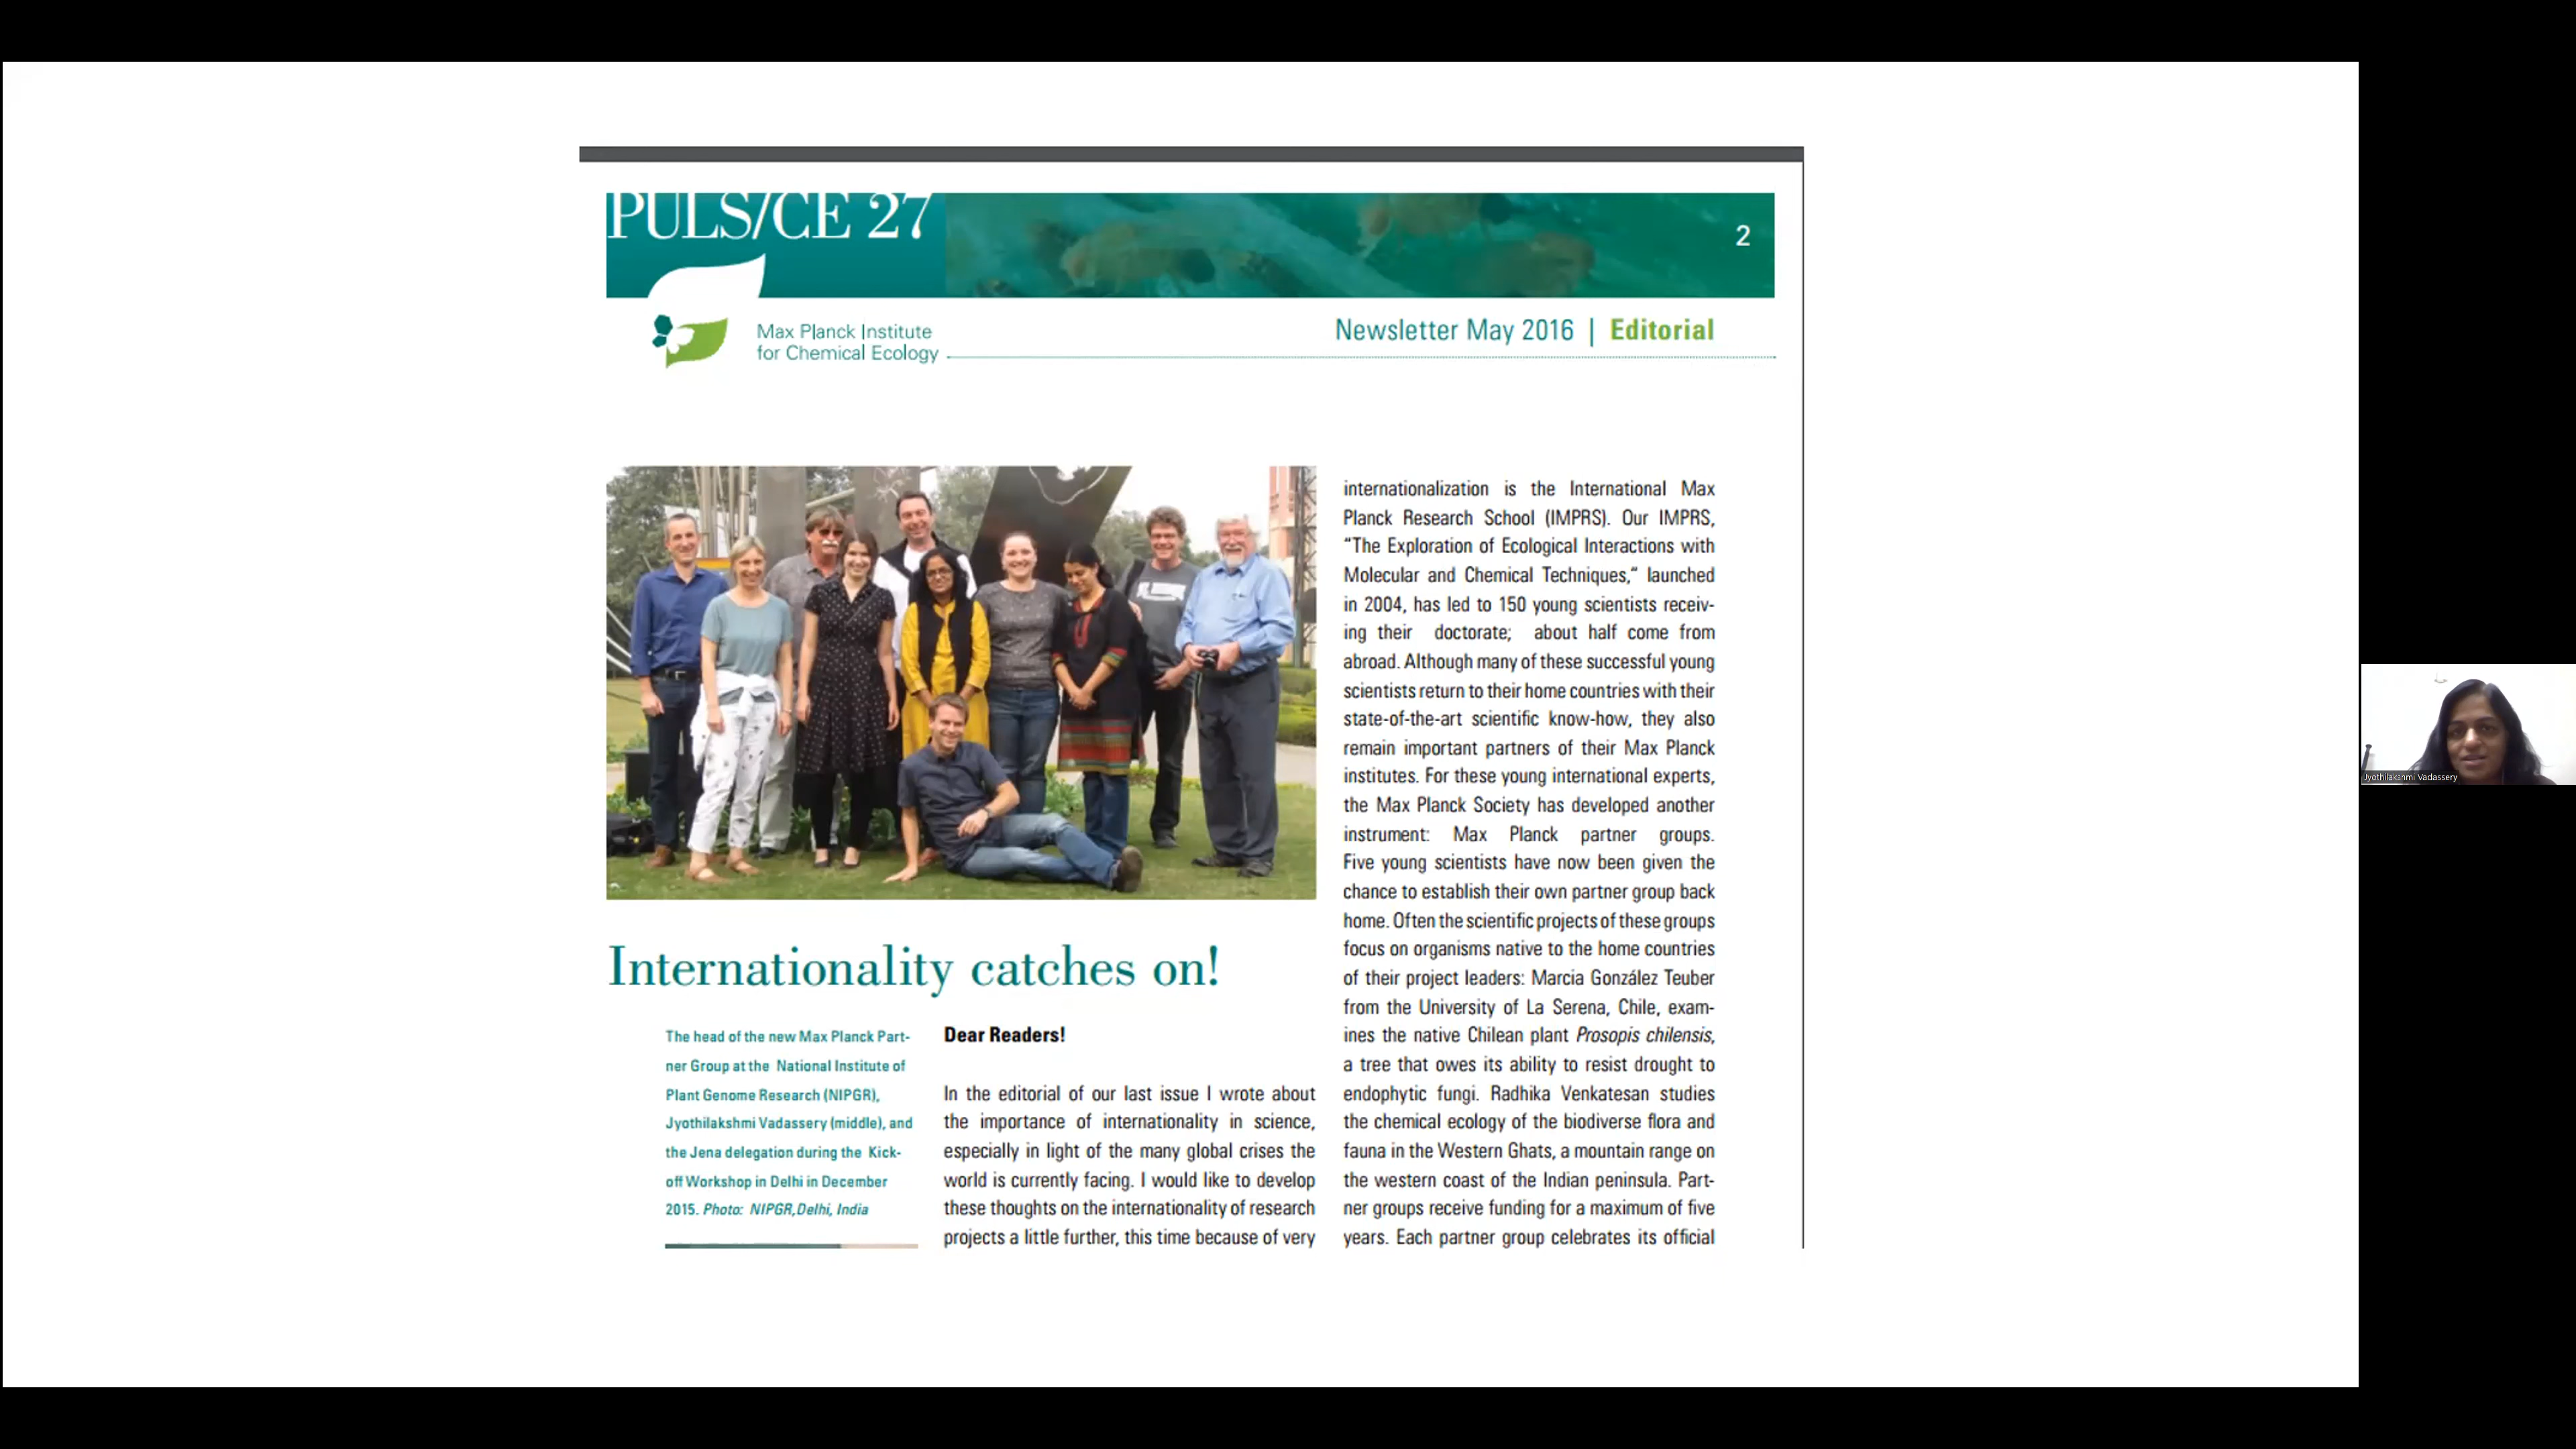 PULS/CE 27
2
Max Planck Institute
for Chemical Ecology
Newsletter May 2016 | Editorial
Internationality catches on!
The head of the new Max Planck Part-
ner Group at the National Institute of
Plant Genome Research (NIPGR),
Jyothilakshmi Vadassery (middle), and
the Jena delegation during the Kick-
off Workshop in Delhi in December
2015. Photo: NIPGR,Delhi, India
Dear Readers!
In the editorial of our last issue I wrote about
the importance of internationality in science,
especially in light of the many global crises the
world is currently facing. I would like to develop
these thoughts on the internationality of research
projects a little further, this time because of very
internationalization is the International Max
Planck Research School (IMPRS). Our IMPRS,
“The Exploration of Ecological Interactions with
Molecular and Chemical Techniques,“ launched
in 2004, has led to 150 young scientists receiv-
ing their doctorate; about half come from
abroad. Although many of these successful young
scientists return to their home countries with their
state-of-the-art scientific know-how, they also
remain important partners of their Max Planck
institutes. For these young international experts,
the Max Planck Society has developed another
instrument: Max Planck partner groups.
Five young scientists have now been given the
chance to establish their own partner group back
home. Often the scientific projects of these groups
focus on organisms native to the home countries
of their project leaders: Marcia González Teuber
from the University of La Serena, Chile, exam-
ines the native Chilean plant Prosopis chilensis,
a tree that owes its ability to resist drought to
endophytic fungi. Radhika Venkatesan studies
the chemical ecology of the biodiverse flora and
fauna in the Western Ghats, a mountain range on
the western coast of the Indian peninsula. Part-
ner groups receive funding for a maximum of five
years. Each partner group celebrates its official
Jyothilakshmi Vadassery